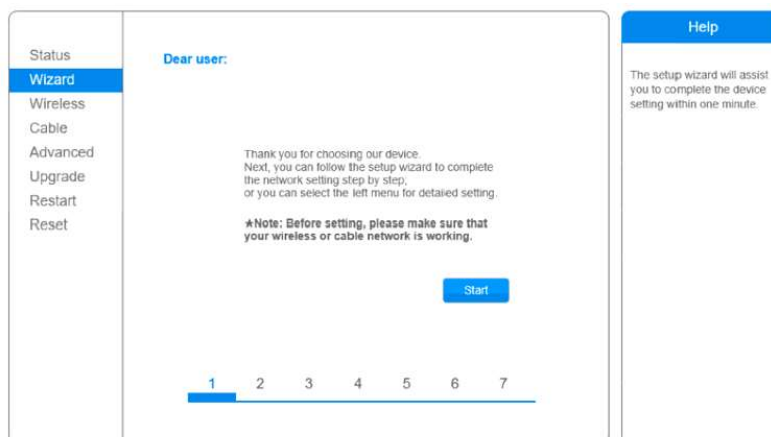 Status
Wizard
Wireless
Cable
Advanced
Upgrade
Restart
Reset
Dear user:
Thank you for choosing our device.
Next, you can follow the setup wizard to complete
the network setting step by step,
or you can select the left menu for detailed setting.
★Note: Before setting, please make sure that
your wireless or cable network is working.
Start
1 2 3 4 5 6 7
Help
The setup wizard will assist
you to complete the device
setting within one minute.